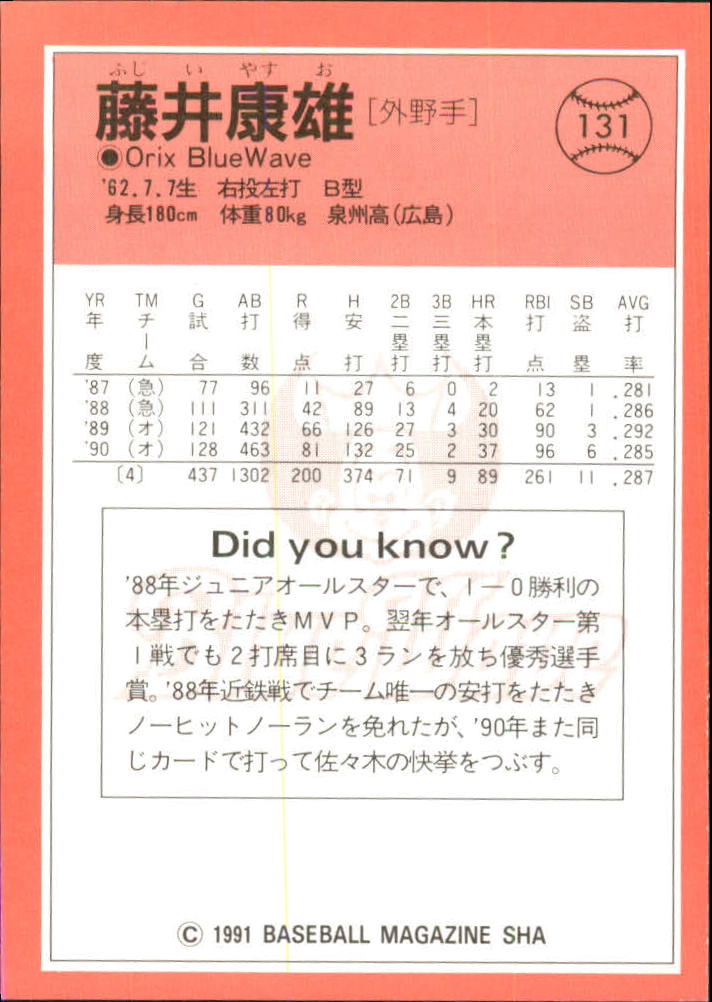 ふじ い やす お
藤井康雄 [外野手]
131
●Orix BlueWave
'62.7.7生 右投左打 B型
身長180cm 体重80kg 泉州高(広島)
YR TM G AB R H 2B 3B HR RBI SB AVG
年度 チーム 試合 打数 得点 安打 二塁打 三塁打 本塁打 打点 盗塁 打率
'87 (急) 77 96 11 27 6 0 2 13 1 .281
'88 (急) 111 311 42 89 13 4 20 62 1 .286
'89 (オ) 121 432 66 126 27 3 30 90 3 .292
'90 (オ) 128 463 81 132 25 2 37 96 6 .285
〔4〕 437 1302 200 374 71 9 89 261 11 .287
Did you know?
'88年ジュニアオールスターで、1−0勝利の
本塁打をたたきMVP。翌年オールスター第
1戦でも2打席目に3ランを放ち優秀選手
賞。'88年近鉄戦でチーム唯一の安打をたたき
ノーヒットノーランを免れたが、'90年また同
じカードで打って佐々木の快挙をつぶす。
© 1991 BASEBALL MAGAZINE SHA